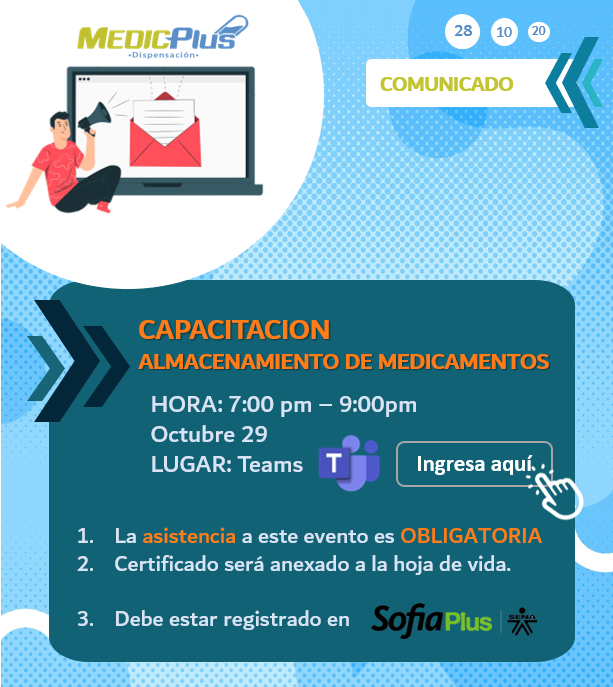 MEDICPlus
•Dispensación•
28 10 20
COMUNICADO
CAPACITACION
ALMACENAMIENTO DE MEDICAMENTOS
HORA: 7:00 pm – 9:00pm
Octubre 29
LUGAR: Teams
T
Ingresa aquí
1. La asistencia a este evento es OBLIGATORIA
2. Certificado será anexado a la hoja de vida.
3. Debe estar registrado en SofiaPlus SENA